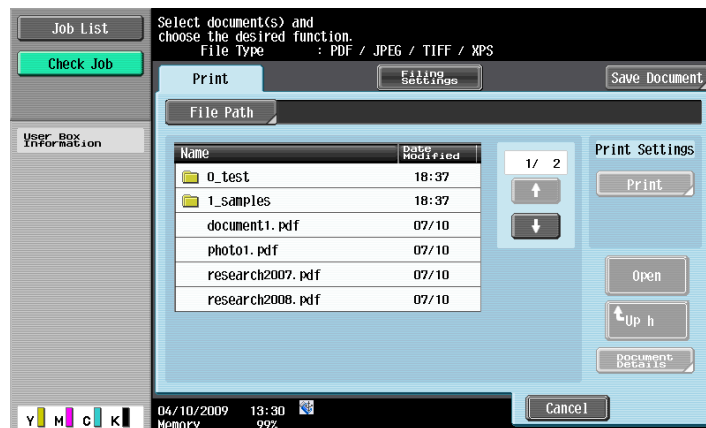 Job List
Check Job
User Box
Information
Select document(s) and
choose the desired function.
File Type : PDF / JPEG / TIFF / XPS
Print
Filing
Settings
Save Document
File Path
Name Date
Modified
0_test 18:37
1_samples 18:37
document1.pdf 07/10
photo1.pdf 07/10
research2007.pdf 07/10
research2008.pdf 07/10
1/ 2
Print Settings
Print
Open
Up h
Document
Details
Y M C K
04/10/2009 13:30
Memory 99%
Cancel